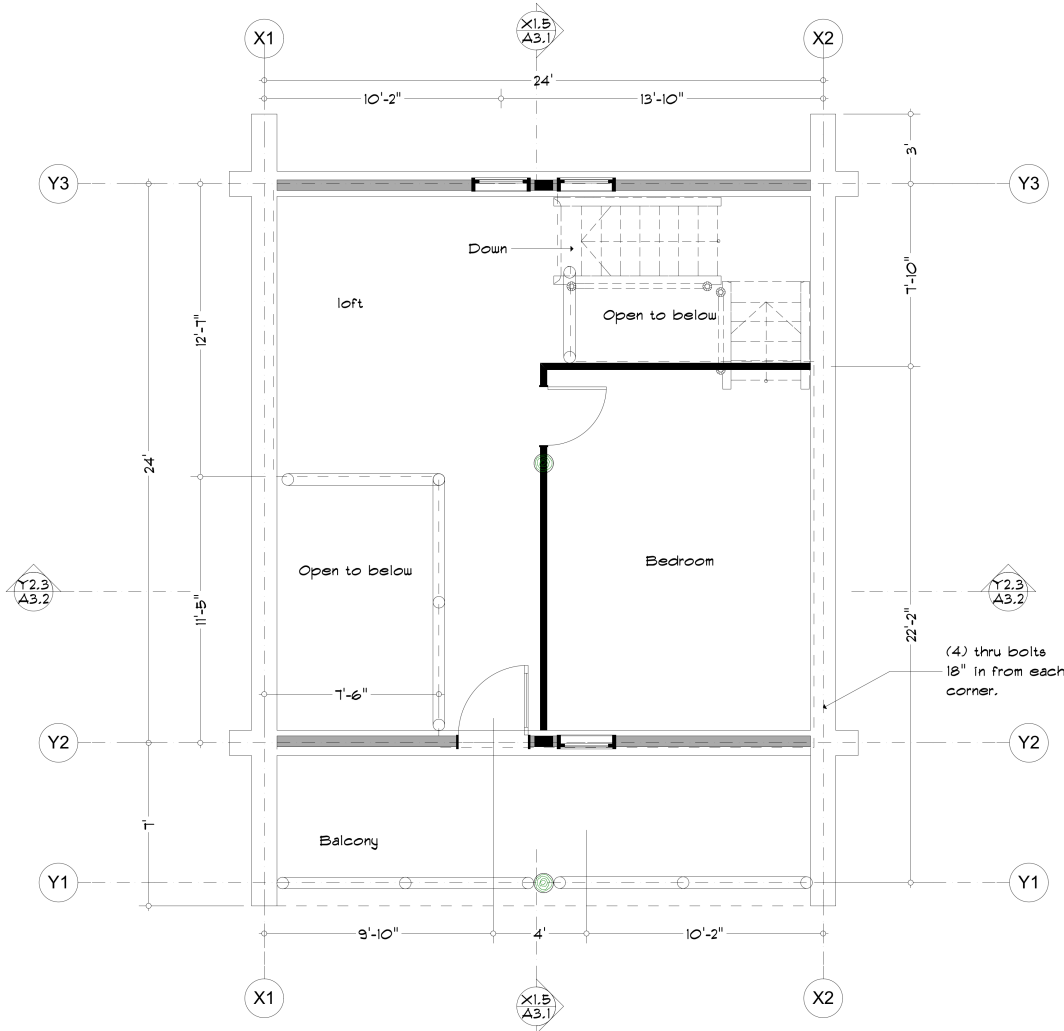 X1
X1.5
A3.1
X2
24'
10'-2"
13'-10"
3'
Y3
Y3
Down
7'-10"
loft
Open to below
12'-7"
24'
Open to below
Bedroom
Y2.3
A3.2
Y2.3
A3.2
11'-5"
22'-2"
(4) thru bolts
18" in from each
corner.
7'-6"
Y2
Y2
7'
Balcony
Y1
Y1
9'-10"
4'
10'-2"
X1
X1.5
A3.1
X2